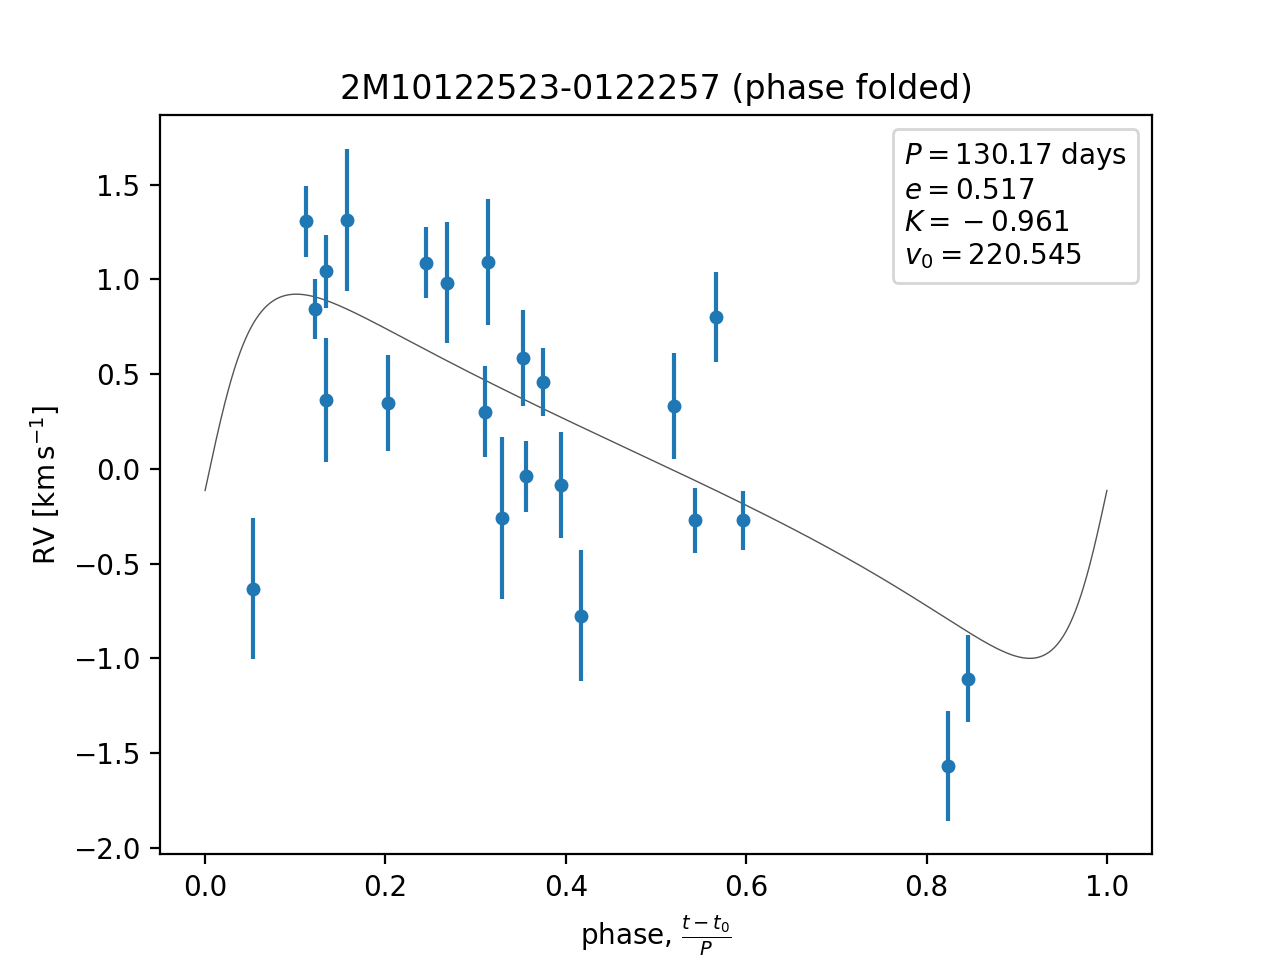 2M10122523-0122257 (phase folded)
P = 130.17 days
e = 0.517
K = −0.961
v₀ = 220.545
RV [km s⁻¹]
1.5
1.0
0.5
0.0
−0.5
−1.0
−1.5
−2.0
0.0 0.2 0.4 0.6 0.8 1.0
phase, (t − t₀)/P